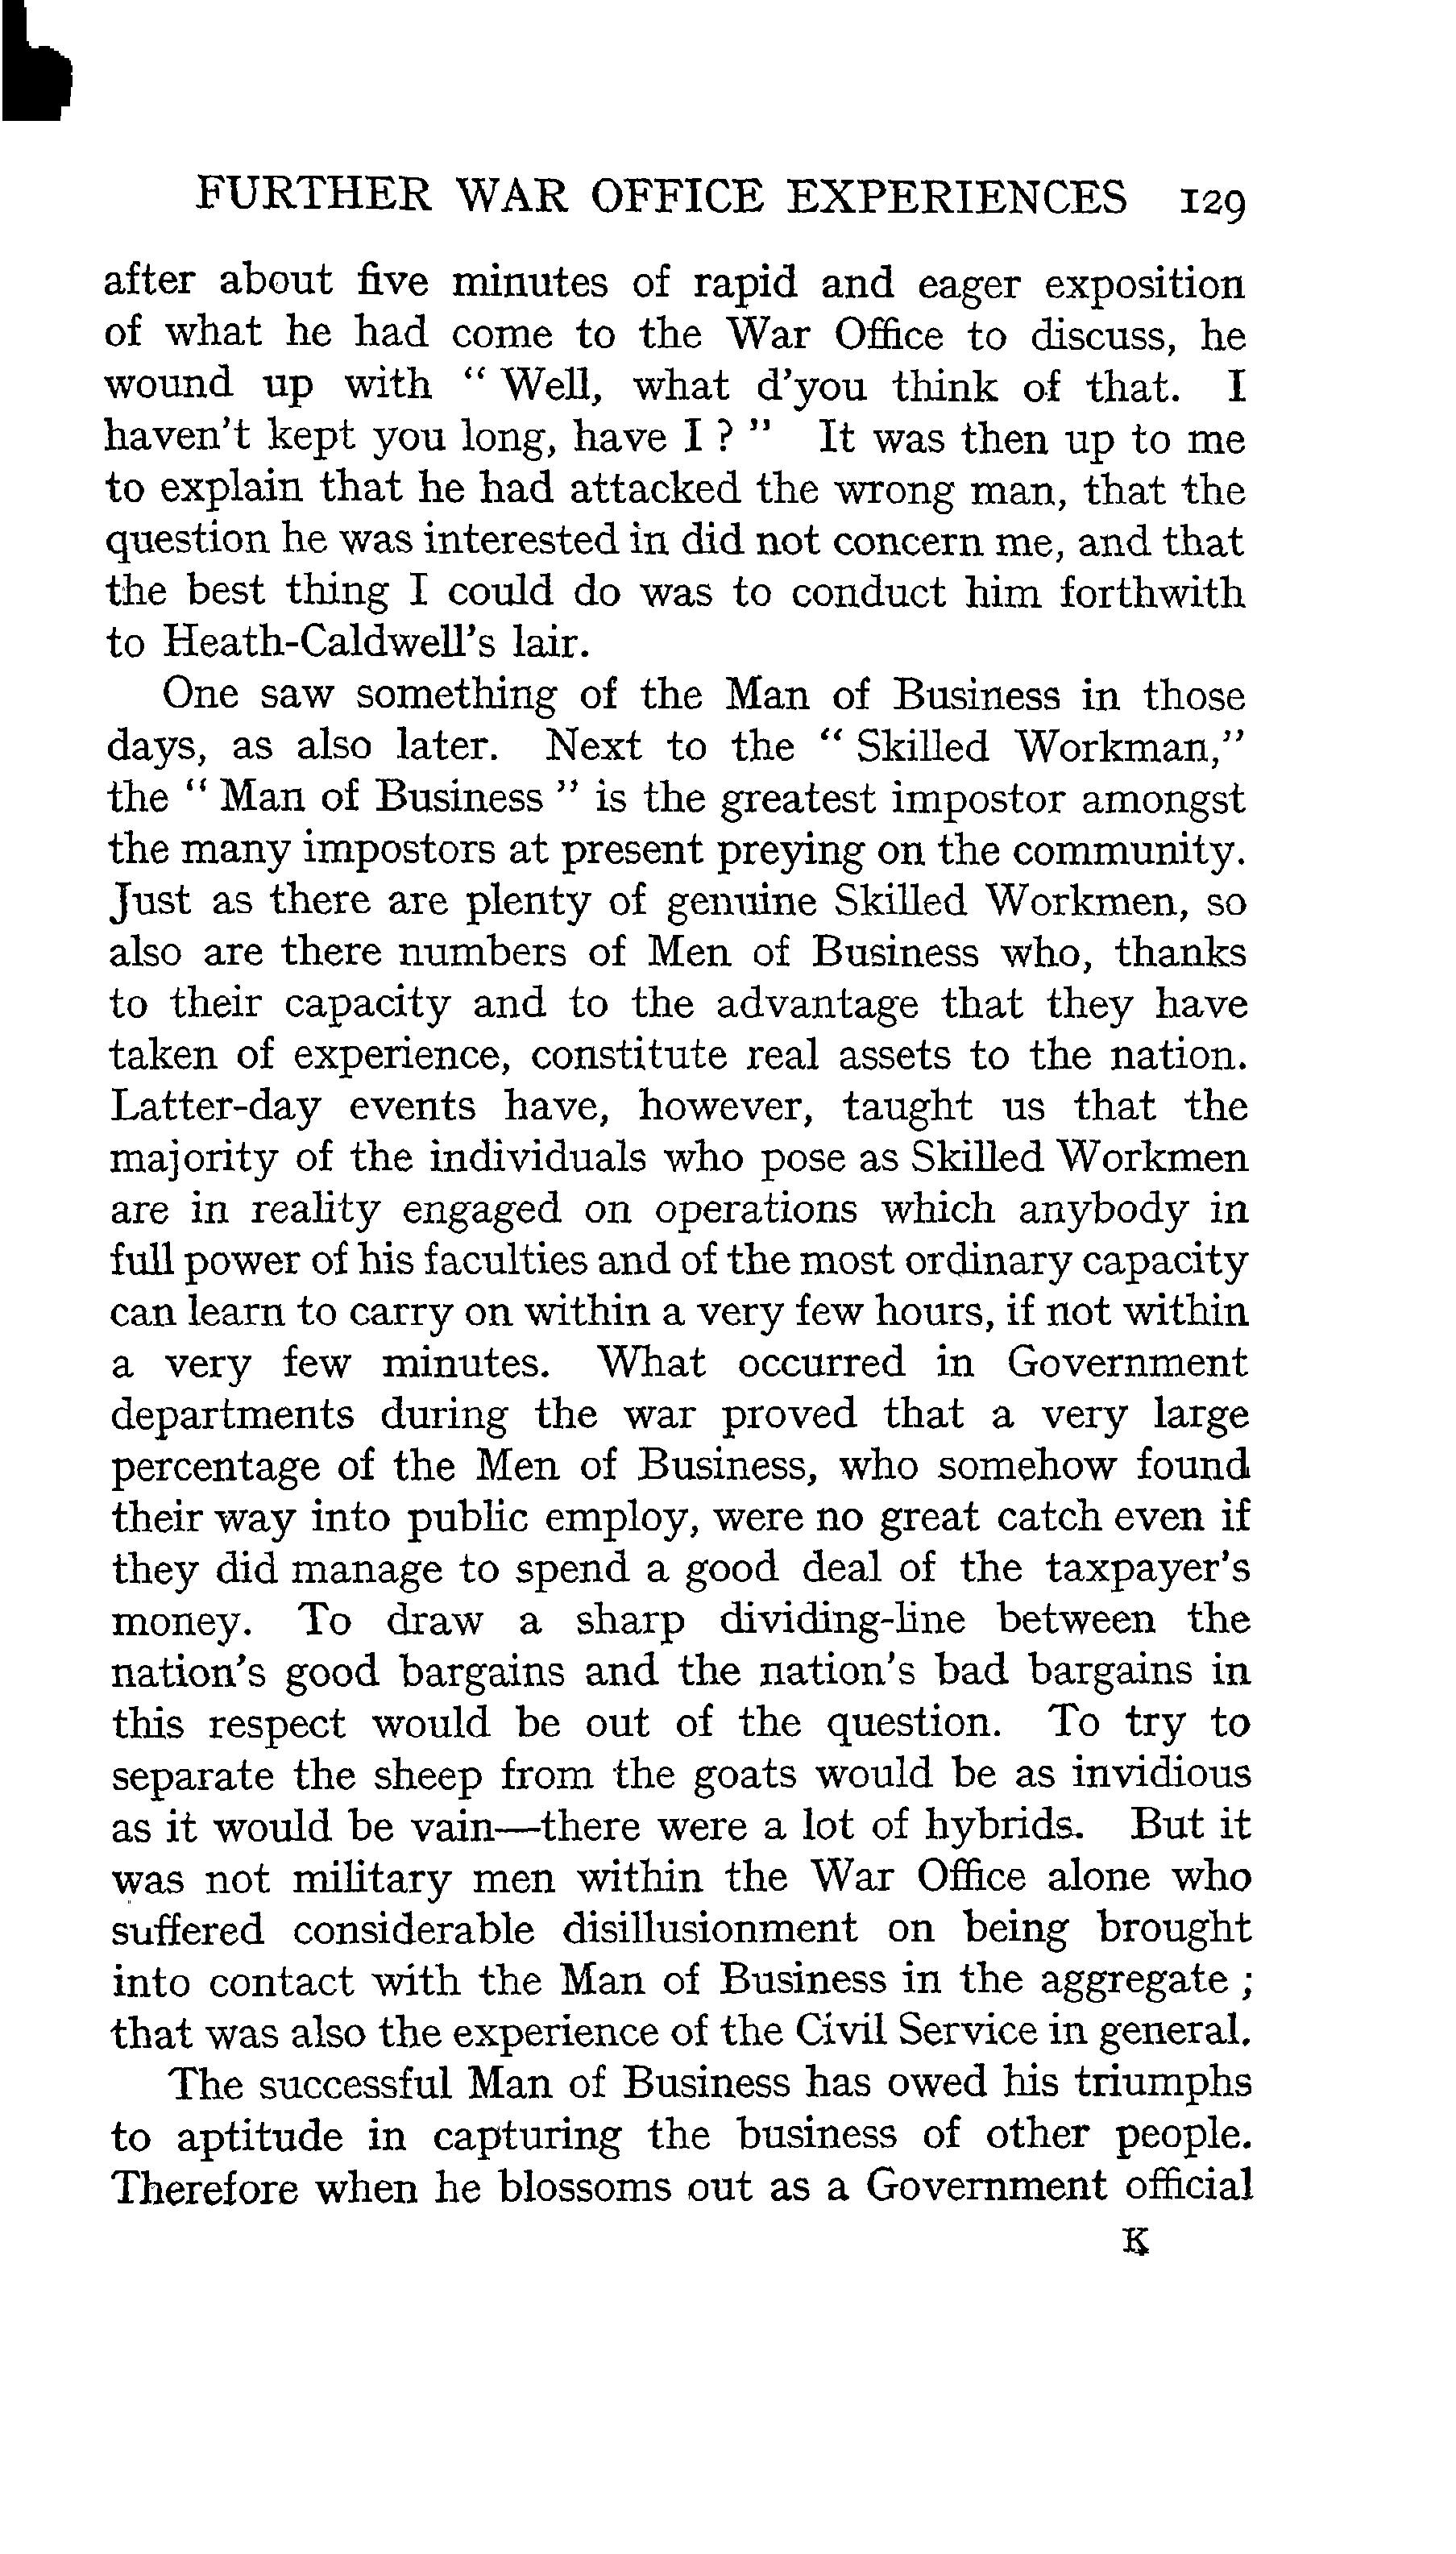 FURTHER WAR OFFICE EXPERIENCES 129
after about five minutes of rapid and eager exposition
of what he had come to the War Office to discuss, he
wound up with " Well, what d'you think of that. I
haven't kept you long, have I ? " It was then up to me
to explain that he had attacked the wrong man, that the
question he was interested in did not concern me, and that
the best thing I could do was to conduct him forthwith
to Heath-Caldwell's lair.
One saw something of the Man of Business in those
days, as also later. Next to the " Skilled Workman,"
the " Man of Business " is the greatest impostor amongst
the many impostors at present preying on the community.
Just as there are plenty of genuine Skilled Workmen, so
also are there numbers of Men of Business who, thanks
to their capacity and to the advantage that they have
taken of experience, constitute real assets to the nation.
Latter-day events have, however, taught us that the
majority of the individuals who pose as Skilled Workmen
are in reality engaged on operations which anybody in
full power of his faculties and of the most ordinary capacity
can learn to carry on within a very few hours, if not within
a very few minutes. What occurred in Government
departments during the war proved that a very large
percentage of the Men of Business, who somehow found
their way into public employ, were no great catch even if
they did manage to spend a good deal of the taxpayer's
money. To draw a sharp dividing-line between the
nation's good bargains and the nation's bad bargains in
this respect would be out of the question. To try to
separate the sheep from the goats would be as invidious
as it would be vain—there were a lot of hybrids. But it
was not military men within the War Office alone who
suffered considerable disillusionment on being brought
into contact with the Man of Business in the aggregate ;
that was also the experience of the Civil Service in general.
The successful Man of Business has owed his triumphs
to aptitude in capturing the business of other people.
Therefore when he blossoms out as a Government official
K